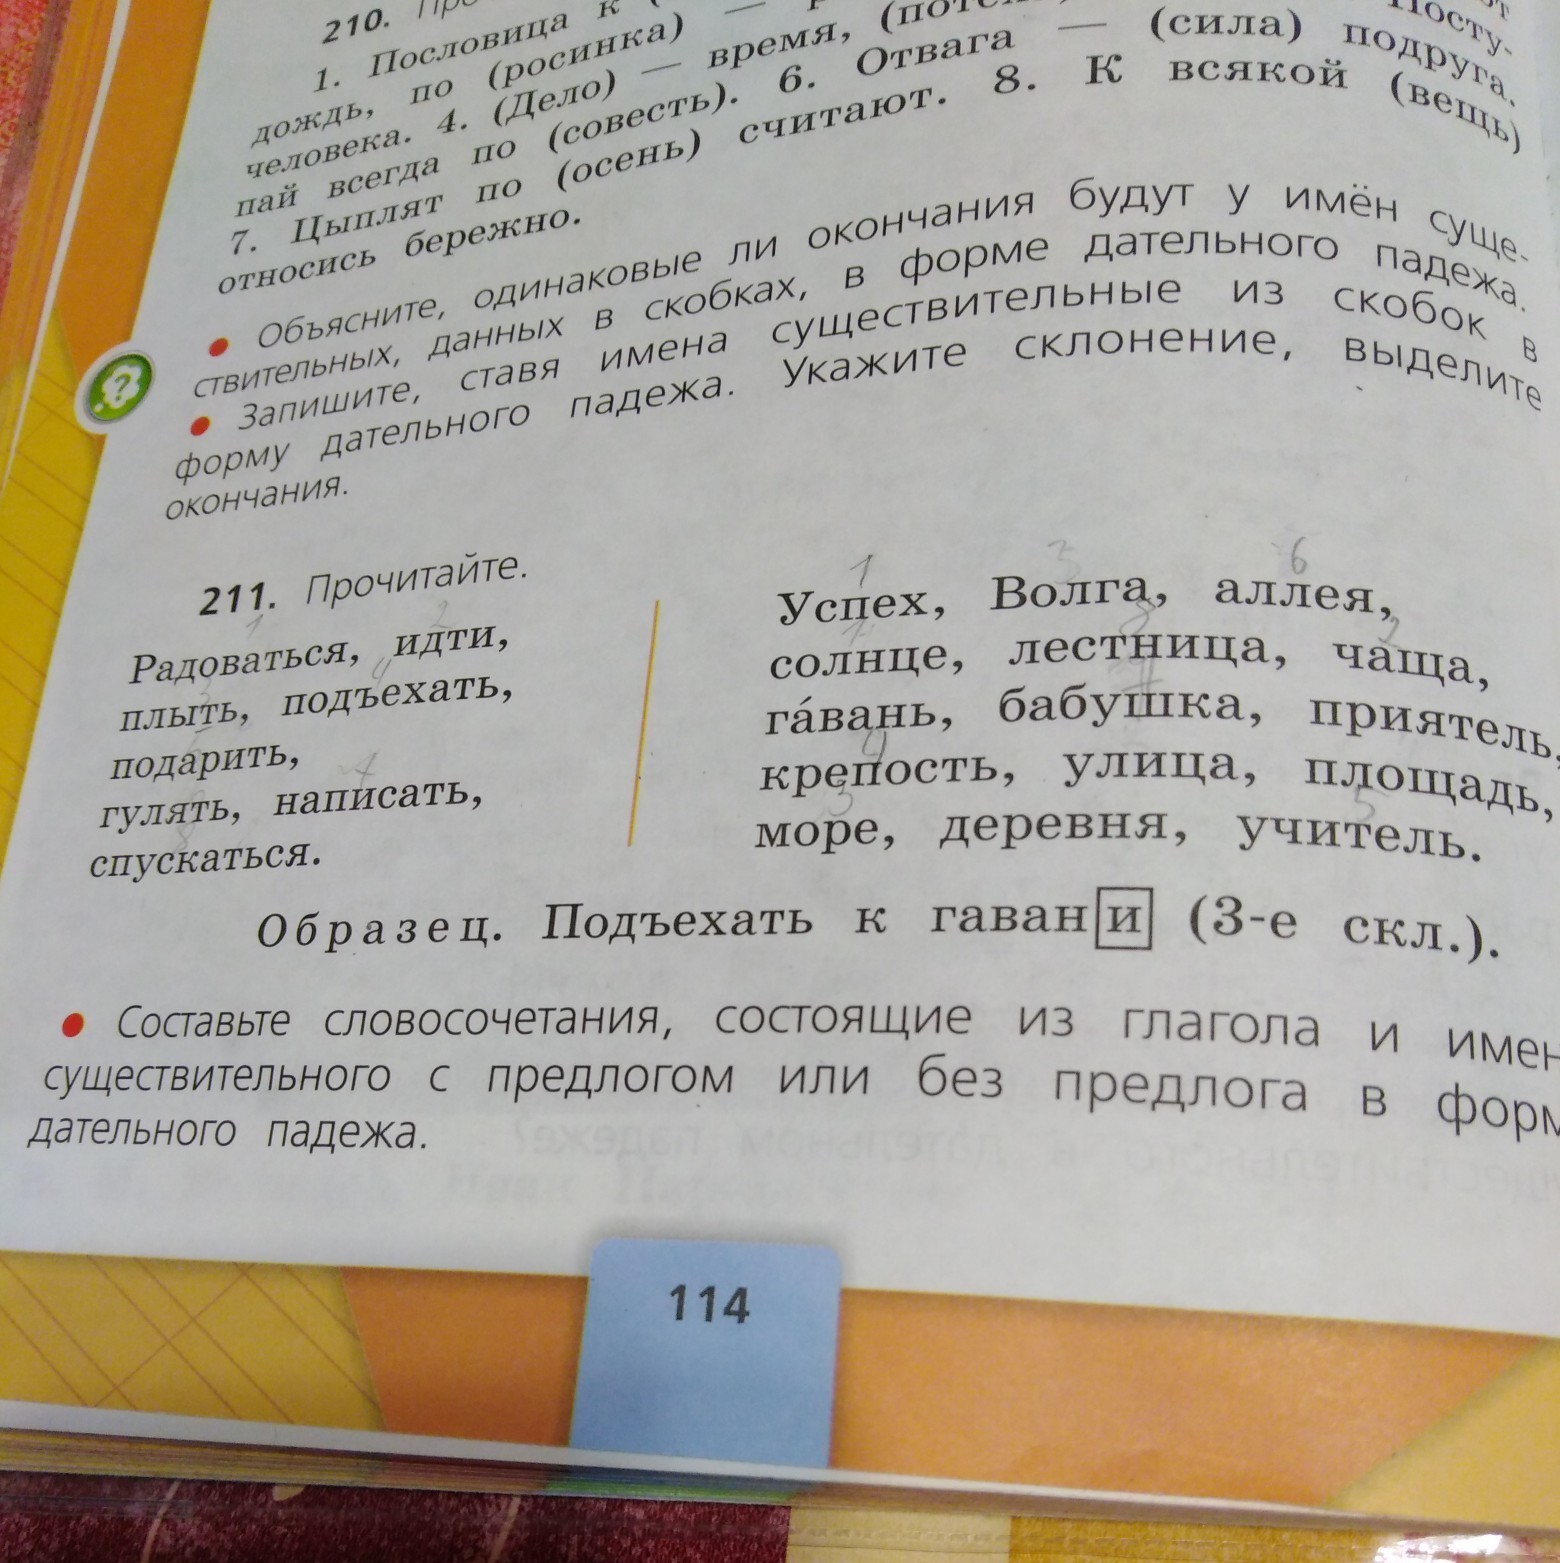 210.
1. Пословица к
дождь, по (росинка) —
человека. 4. (Дело) — время,
Посту-
пай всегда по (совесть). 6. Отвага — (сила) подруга.
7. Цыплят по (осень) считают. 8. К всякой (вещь)
относись бережно.
• Объясните, одинаковые ли окончания будут у имён суще-
ствительных, данных в скобках, в форме дательного падежа.
• Запишите, ставя имена существительные из скобок в
форму дательного падежа. Укажите склонение, выделите
окончания.
211. Прочитайте.
Радоваться, идти,
плыть, подъехать,
подарить,
гулять, написать,
спускаться.
Успех, Волга, аллея,
солнце, лестница, чаща,
га́вань, бабушка, приятель,
крепость, улица, площадь,
море, деревня, учитель.
Образец. Подъехать к гавани (3-е скл.).
• Составьте словосочетания, состоящие из глагола и имен
существительного с предлогом или без предлога в форм
дательного падежа.
114